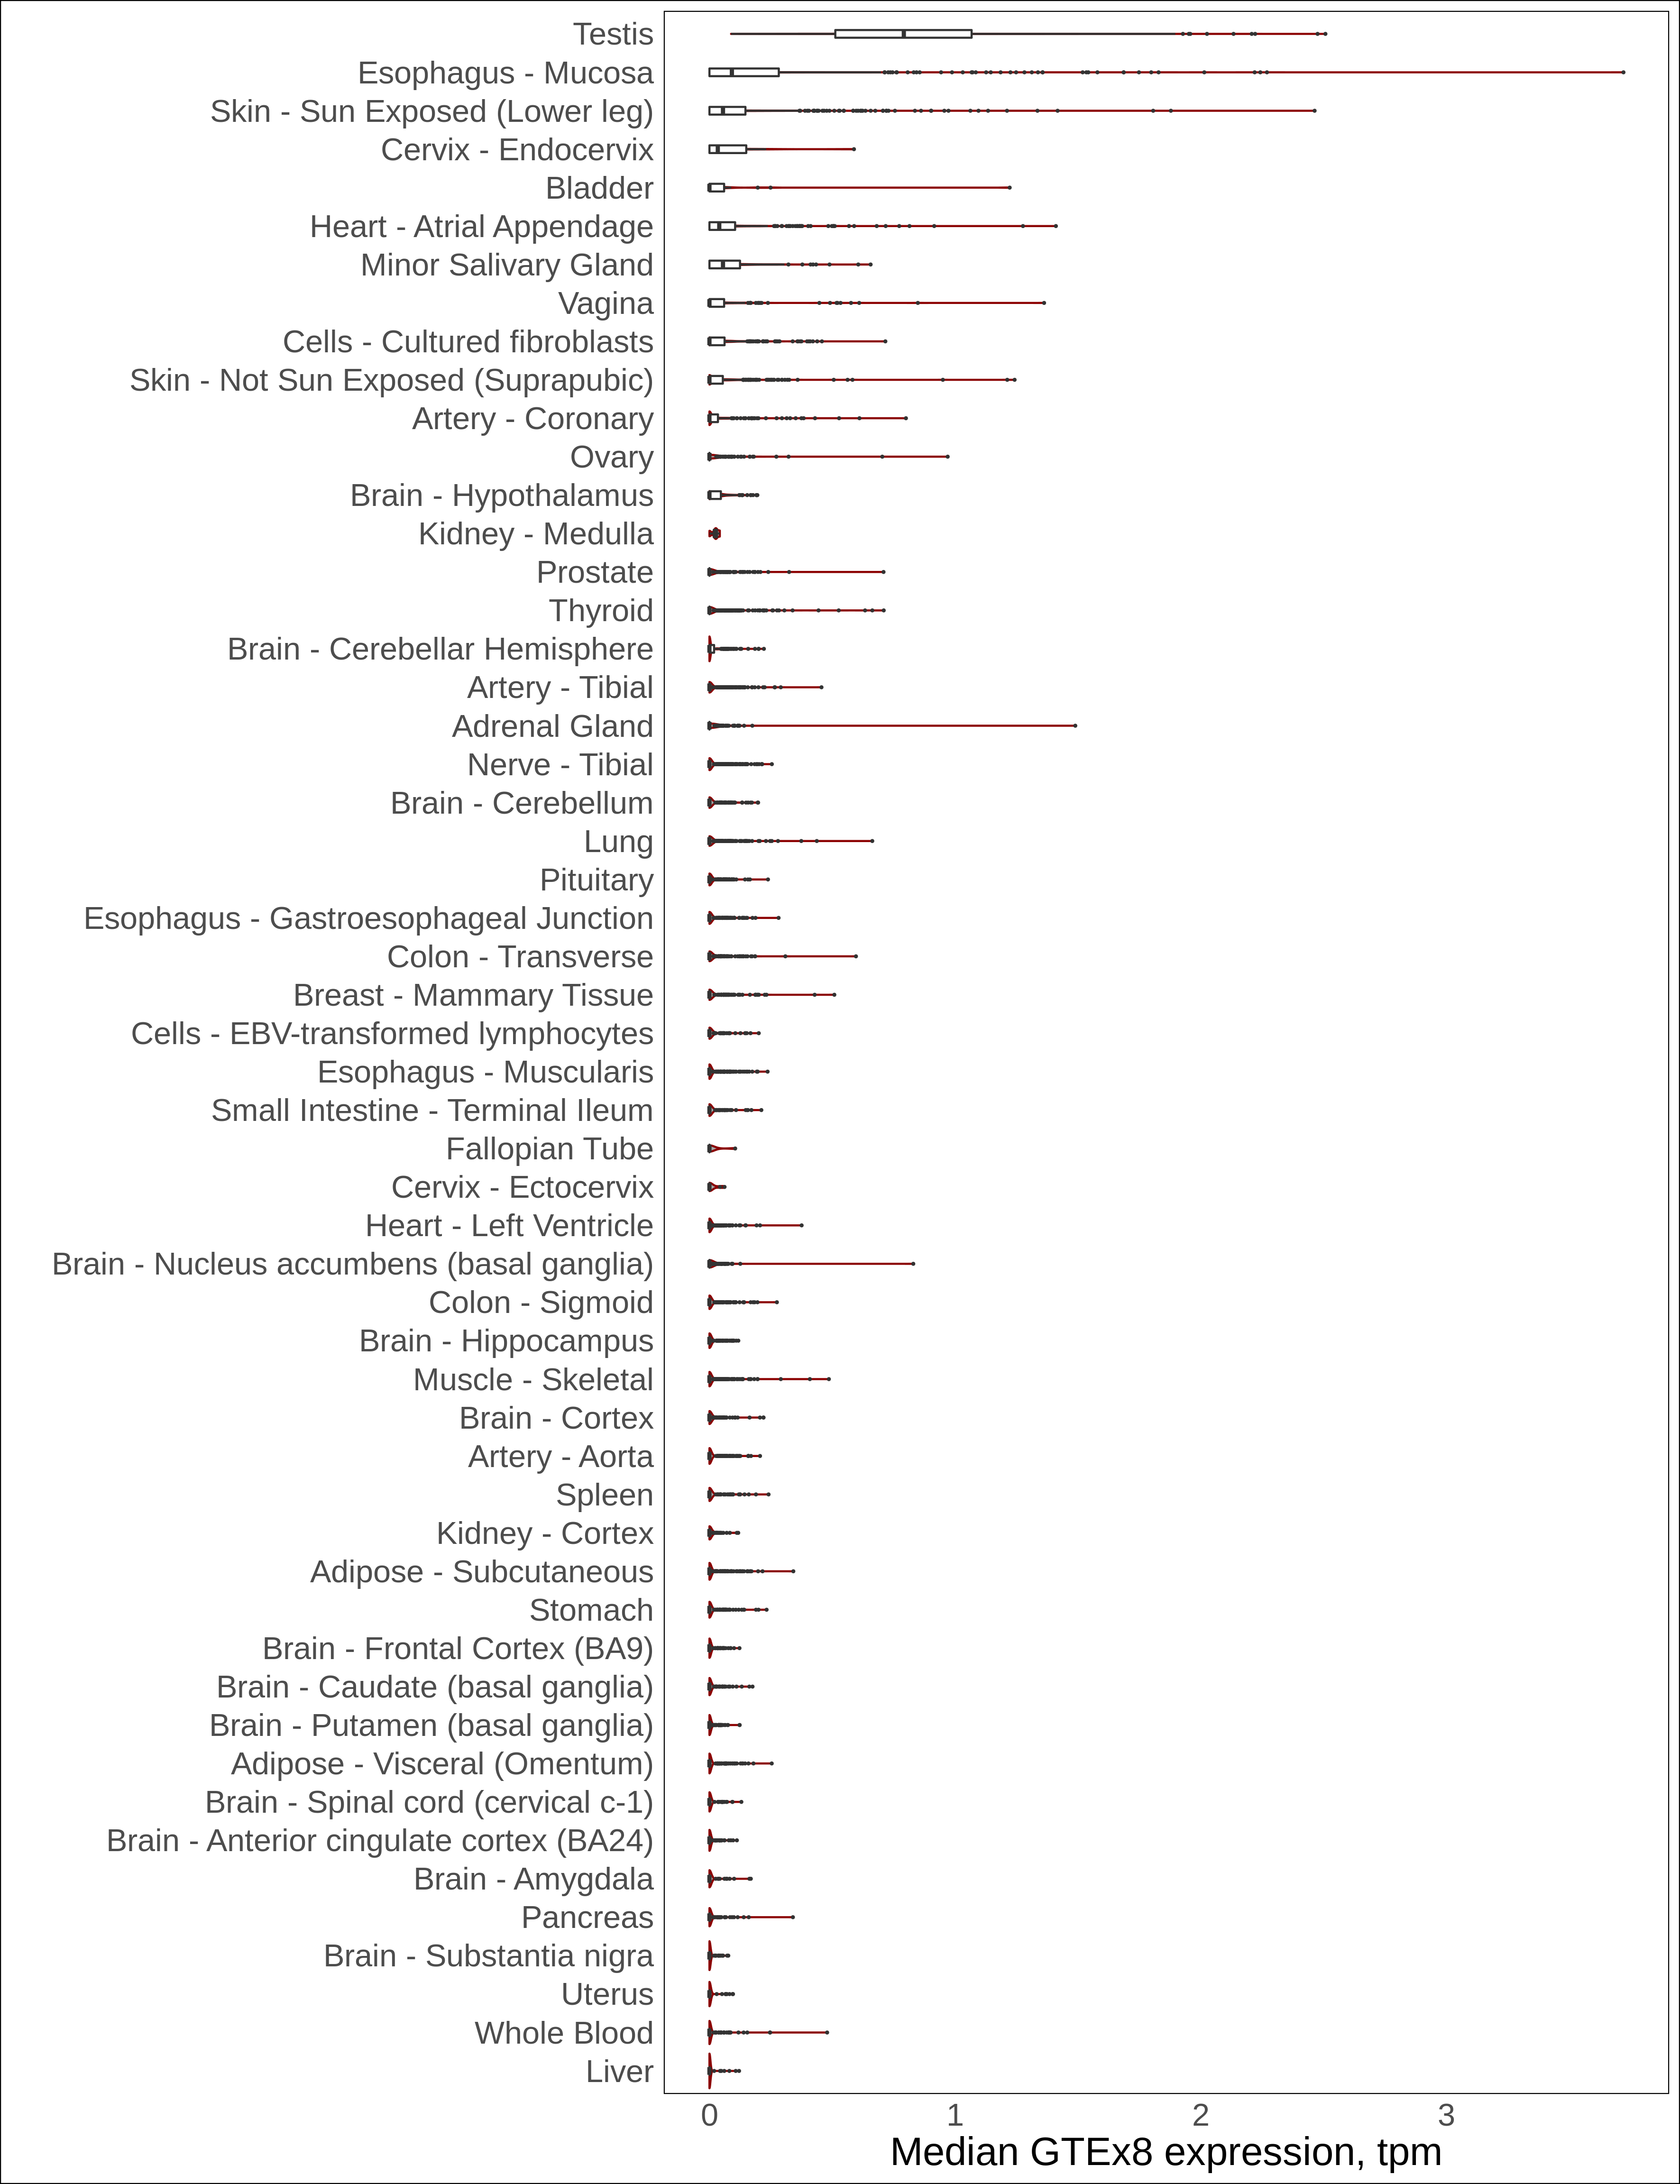 Testis
Esophagus - Mucosa
Skin - Sun Exposed (Lower leg)
Cervix - Endocervix
Bladder
Heart - Atrial Appendage
Minor Salivary Gland
Vagina
Cells - Cultured fibroblasts
Skin - Not Sun Exposed (Suprapubic)
Artery - Coronary
Ovary
Brain - Hypothalamus
Kidney - Medulla
Prostate
Thyroid
Brain - Cerebellar Hemisphere
Artery - Tibial
Adrenal Gland
Nerve - Tibial
Brain - Cerebellum
Lung
Pituitary
Esophagus - Gastroesophageal Junction
Colon - Transverse
Breast - Mammary Tissue
Cells - EBV-transformed lymphocytes
Esophagus - Muscularis
Small Intestine - Terminal Ileum
Fallopian Tube
Cervix - Ectocervix
Heart - Left Ventricle
Brain - Nucleus accumbens (basal ganglia)
Colon - Sigmoid
Brain - Hippocampus
Muscle - Skeletal
Brain - Cortex
Artery - Aorta
Spleen
Kidney - Cortex
Adipose - Subcutaneous
Stomach
Brain - Frontal Cortex (BA9)
Brain - Caudate (basal ganglia)
Brain - Putamen (basal ganglia)
Adipose - Visceral (Omentum)
Brain - Spinal cord (cervical c-1)
Brain - Anterior cingulate cortex (BA24)
Brain - Amygdala
Pancreas
Brain - Substantia nigra
Uterus
Whole Blood
Liver
0 1 2 3
Median GTEx8 expression, tpm